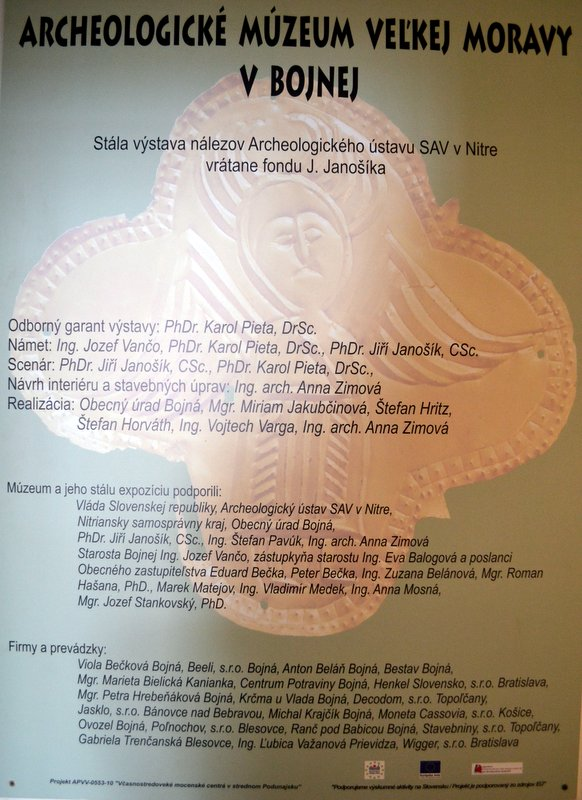 ARCHEOLOGICKÉ MÚZEUM VEĽKEJ MORAVY
V BOJNEJ
Stála výstava nálezov Archeologického ústavu SAV v Nitre
vrátane fondu J. Janošíka
Odborný garant výstavy: PhDr. Karol Pieta, DrSc.
Námet: Ing. Jozef Vančo, PhDr. Karol Pieta, DrSc., PhDr. Jiří Janošík, CSc.
Scenár: PhDr. Jiří Janošík, CSc., PhDr. Karol Pieta, DrSc.,
Návrh interiéru a stavebných úprav: Ing. arch. Anna Zimová
Realizácia: Obecný úrad Bojná, Mgr. Miriam Jakubčinová, Štefan Hritz,
Štefan Horváth, Ing. Vojtech Varga, Ing. arch. Anna Zimová
Múzeum a jeho stálu expozíciu podporili:
Vláda Slovenskej republiky, Archeologický ústav SAV v Nitre,
Nitriansky samosprávny kraj, Obecný úrad Bojná,
PhDr. Jiří Janošík, CSc., Ing. Štefan Pavúk, Ing. arch. Anna Zimová
Starosta Bojnej Ing. Jozef Vančo, zástupkyňa starostu Ing. Eva Balogová a poslanci
Obecného zastupiteľstva Eduard Bečka, Peter Bečka, Ing. Zuzana Belánová, Mgr. Roman
Hašana, PhD., Marek Matejov, Ing. Vladimír Medek, Ing. Anna Mosná,
Mgr. Jozef Stankovský, PhD.
Firmy a prevádzky:
Viola Bečková Bojná, Beeli, s.r.o. Bojná, Anton Beláň Bojná, Bestav Bojná,
Mgr. Marieta Bielická Kanianka, Centrum Potraviny Bojná, Henkel Slovensko, s.r.o. Bratislava,
Mgr. Petra Hrebeňáková Bojná, Krčma u Vlada Bojná, Decodom, s.r.o. Topoľčany,
Jasklo, s.r.o. Bánovce nad Bebravou, Michal Krajčík Bojná, Moneta Cassovia, s.r.o. Košice,
Ovozel Bojná, Poľnochov, s.r.o. Blesovce, Ranč pod Babicou Bojná, Stavebniny, s.r.o. Topoľčany,
Gabriela Trenčanská Blesovce, Ing. Ľubica Važanová Prievidza, Wigger, s.r.o. Bratislava
Projekt APVV-0553-10 "Včasnostredoveké mocenské centrá v strednom Podunajsku"
"Podporujeme výskumné aktivity na Slovensku / Projekt je podporovaný zo zdrojov EÚ"